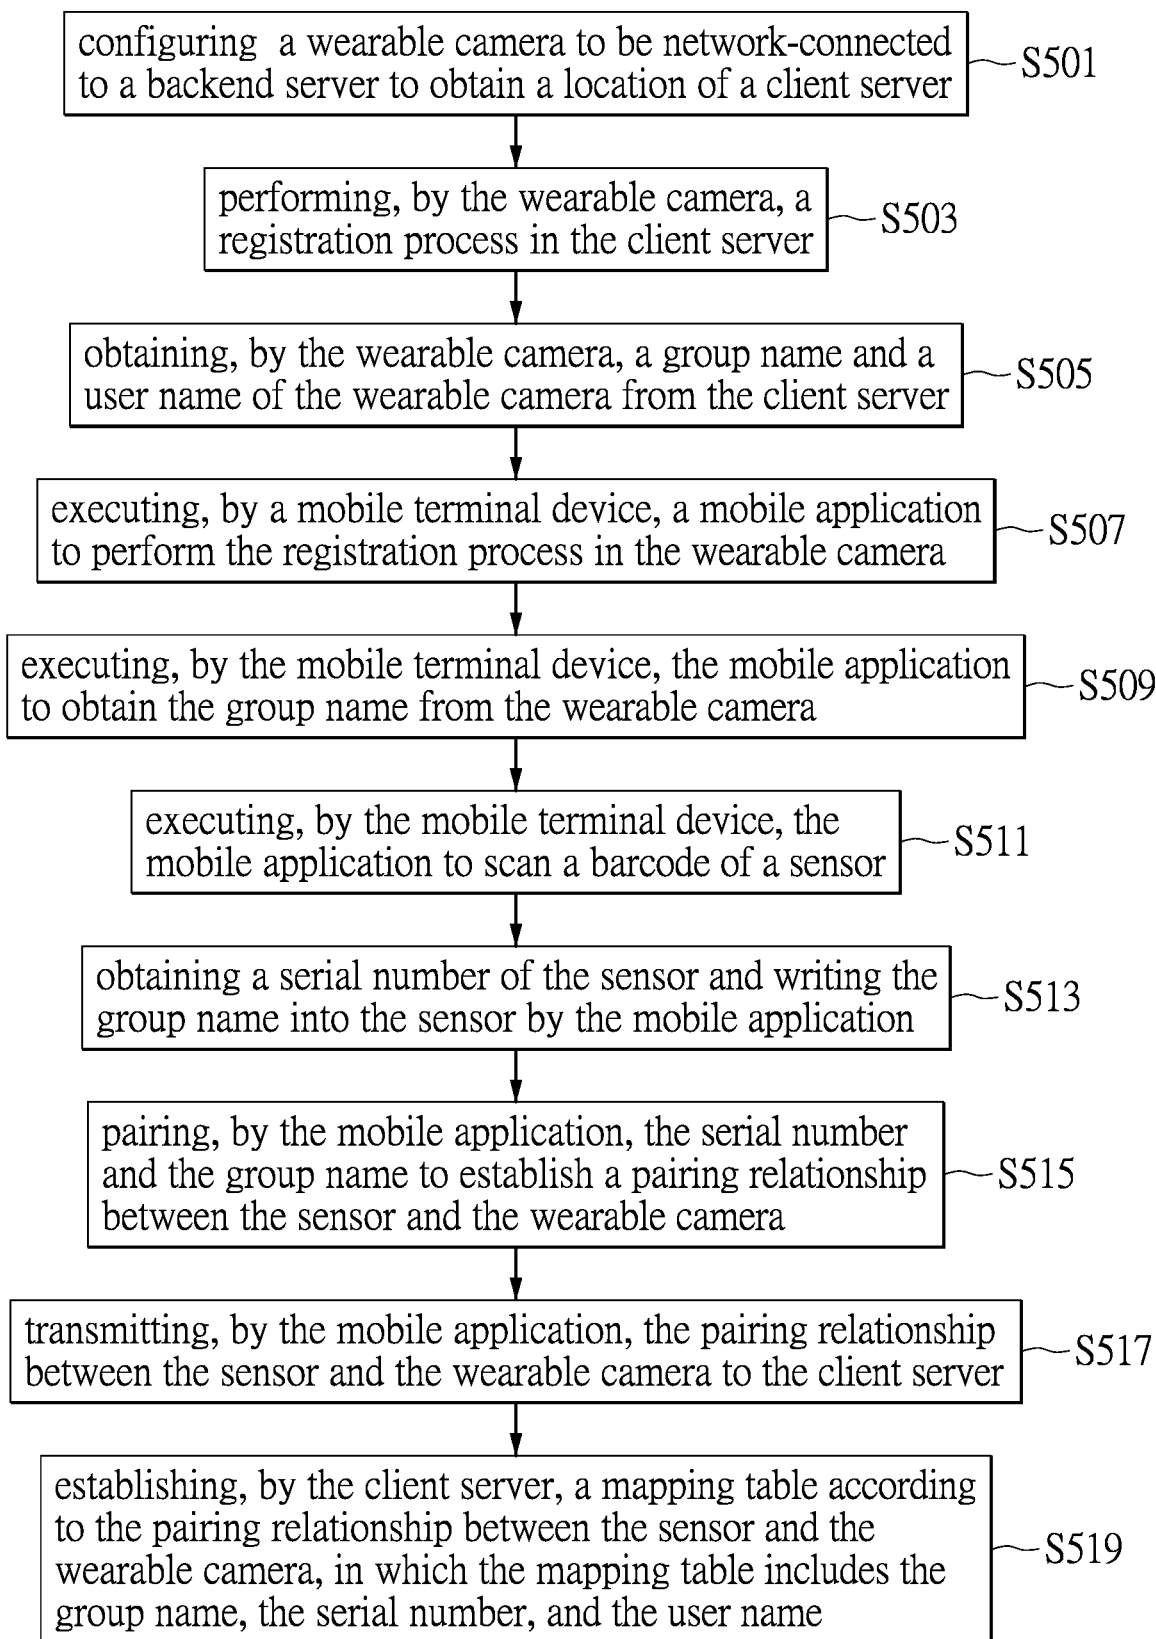 configuring a wearable camera to be network-connected
to a backend server to obtain a location of a client server
S501
performing, by the wearable camera, a
registration process in the client server
S503
obtaining, by the wearable camera, a group name and a
user name of the wearable camera from the client server
S505
executing, by a mobile terminal device, a mobile application
to perform the registration process in the wearable camera
S507
executing, by the mobile terminal device, the mobile application
to obtain the group name from the wearable camera
S509
executing, by the mobile terminal device, the
mobile application to scan a barcode of a sensor
S511
obtaining a serial number of the sensor and writing the
group name into the sensor by the mobile application
S513
pairing, by the mobile application, the serial number
and the group name to establish a pairing relationship
between the sensor and the wearable camera
S515
transmitting, by the mobile application, the pairing relationship
between the sensor and the wearable camera to the client server
S517
establishing, by the client server, a mapping table according
to the pairing relationship between the sensor and the
wearable camera, in which the mapping table includes the
group name, the serial number, and the user name
S519